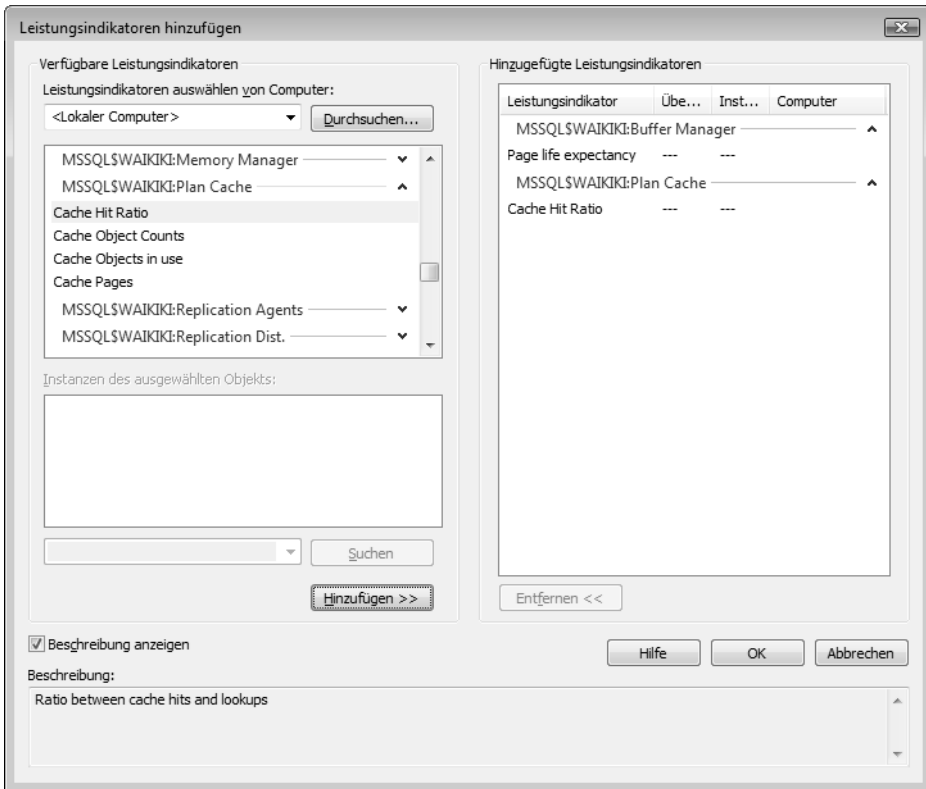 Leistungsindikatoren hinzufügen
Verfügbare Leistungsindikatoren
Leistungsindikatoren auswählen von Computer:
<Lokaler Computer>
Durchsuchen...
MSSQL$WAIKIKI:Memory Manager
MSSQL$WAIKIKI:Plan Cache
Cache Hit Ratio
Cache Object Counts
Cache Objects in use
Cache Pages
MSSQL$WAIKIKI:Replication Agents
MSSQL$WAIKIKI:Replication Dist.
Instanzen des ausgewählten Objekts:
Suchen
Hinzufügen >>
Hinzugefügte Leistungsindikatoren
Leistungsindikator Übe... Inst... Computer
MSSQL$WAIKIKI:Buffer Manager
Page life expectancy --- ---
MSSQL$WAIKIKI:Plan Cache
Cache Hit Ratio --- ---
Entfernen <<
Beschreibung anzeigen
Hilfe OK Abbrechen
Beschreibung:
Ratio between cache hits and lookups